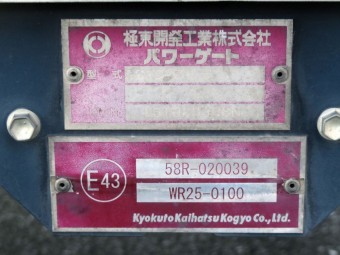 極東開発工業株式会社
パワーゲート
型式
E43
58R-020039
WR25-0100
Kyokuto Kaihatsu Kogyo Co., Ltd.